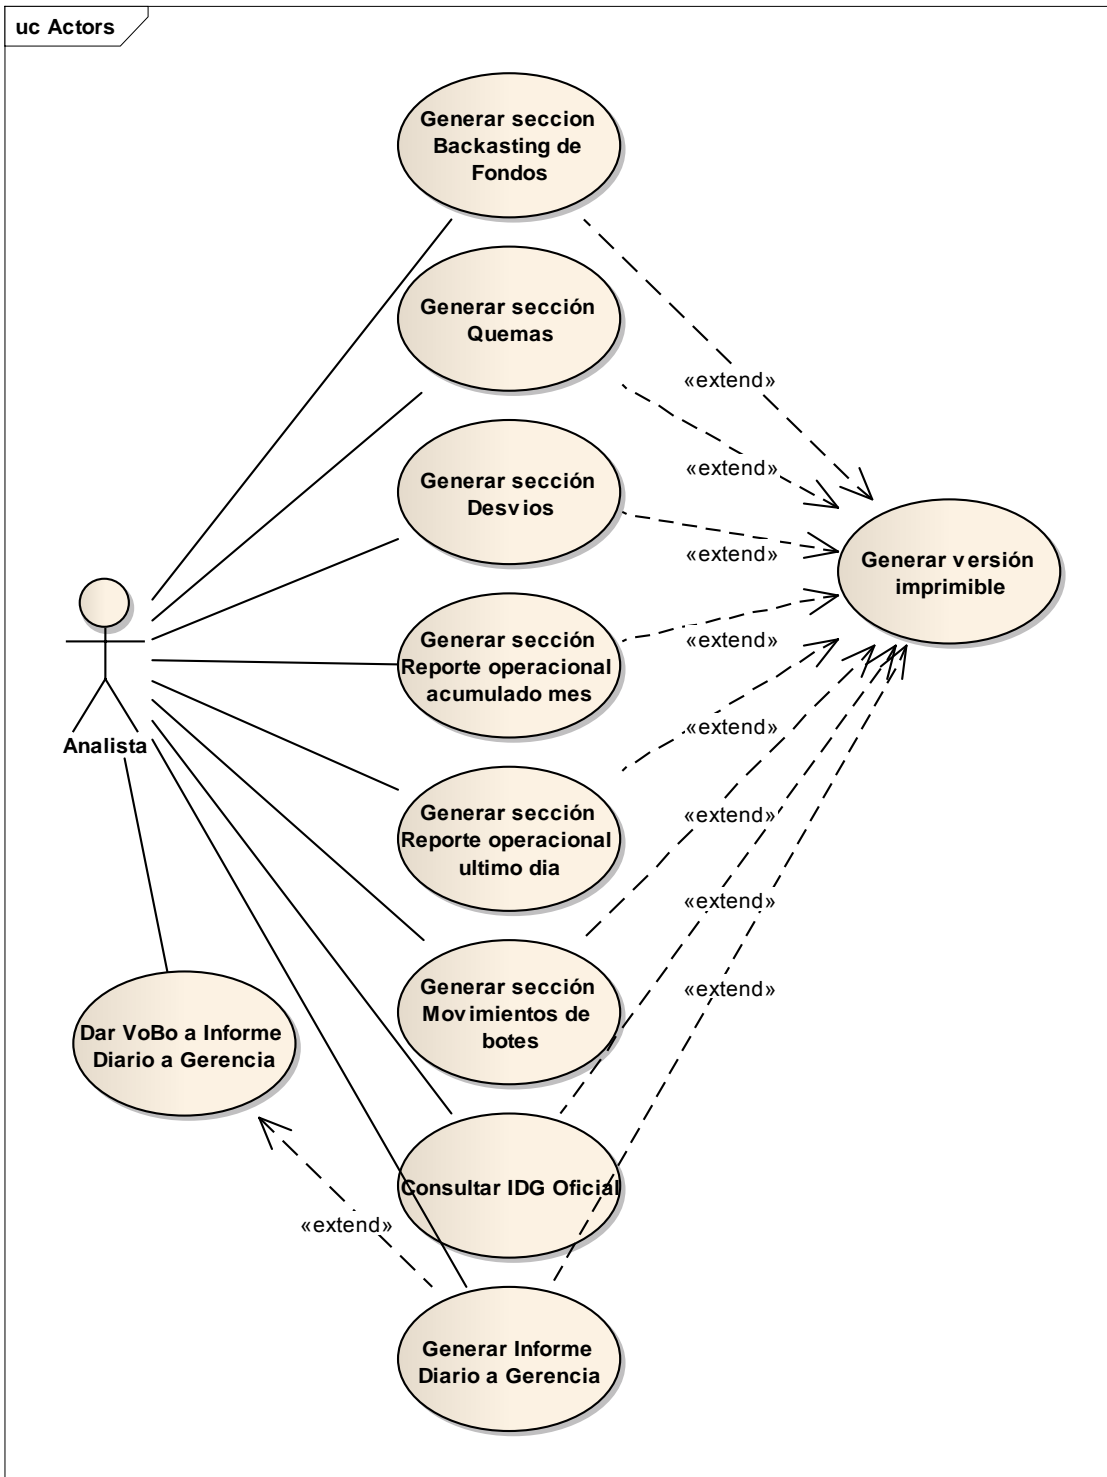 uc Actors
Generar seccion
Backasting de
Fondos
Generar sección
Quemas
«extend»
«extend»
Generar sección
Desvios
«extend»
Generar versión
imprimible
Generar sección
Reporte operacional
acumulado mes
«extend»
Analista
«extend»
Generar sección
Reporte operacional
ultimo dia
«extend»
«extend»
Generar sección
Movimientos de
botes
«extend»
Dar VoBo a Informe
Diario a Gerencia
Consultar IDG Oficial
«extend»
Generar Informe
Diario a Gerencia